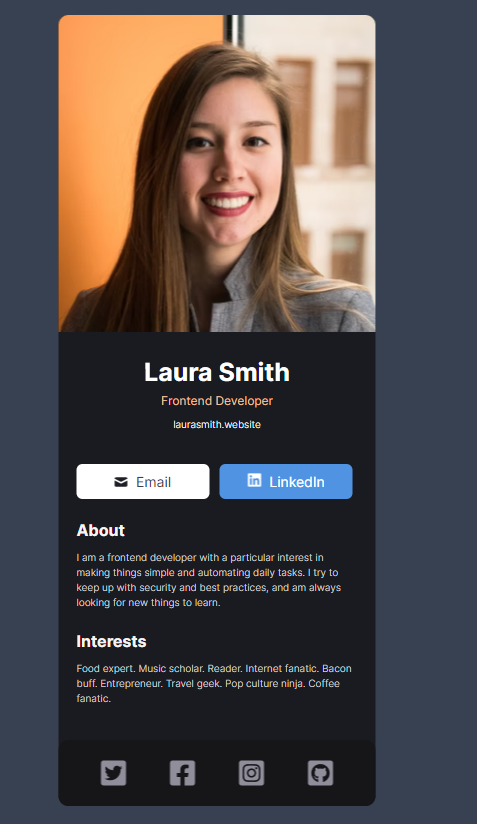 Laura Smith
Frontend Developer
laurasmith.website
Email
LinkedIn
About
I am a frontend developer with a particular interest in
making things simple and automating daily tasks. I try to
keep up with security and best practices, and am always
looking for new things to learn.
Interests
Food expert. Music scholar. Reader. Internet fanatic. Bacon
buff. Entrepreneur. Travel geek. Pop culture ninja. Coffee
fanatic.